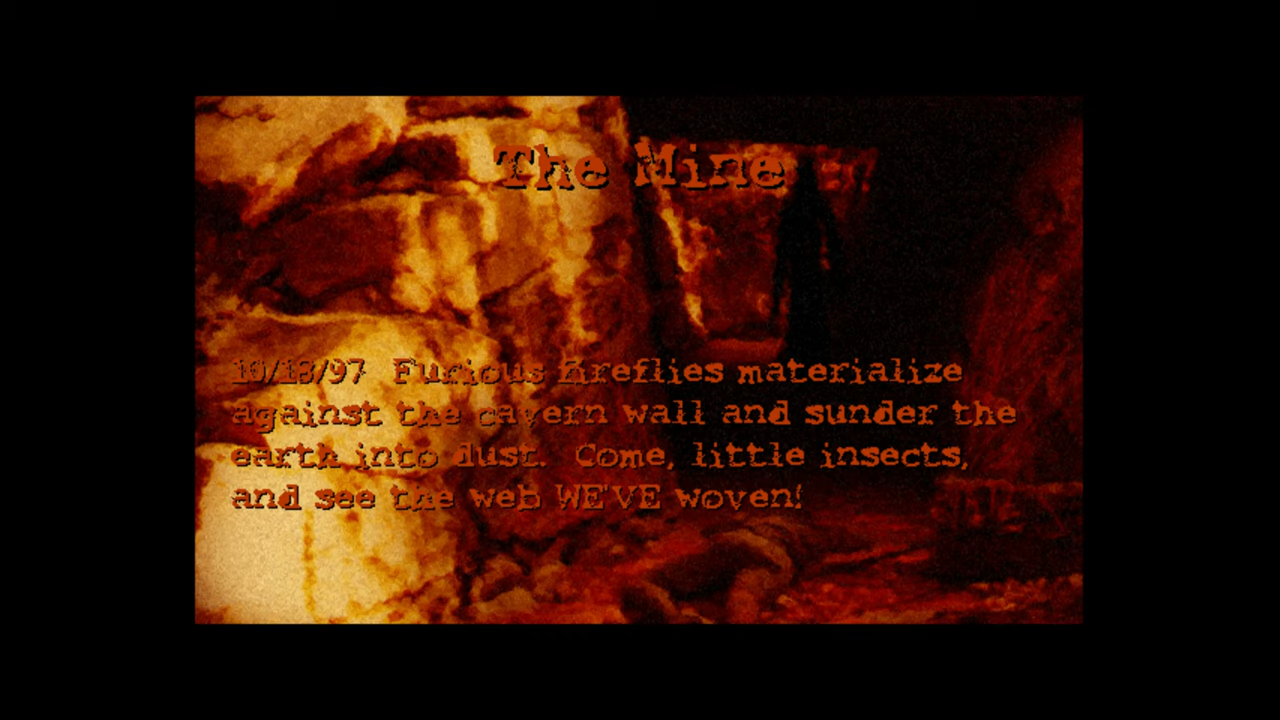 The Mine
10/18/97 Furious fireflies materialize
against the cavern wall and sunder the
earth into dust. Come, little insects,
and see the web WE'VE woven!